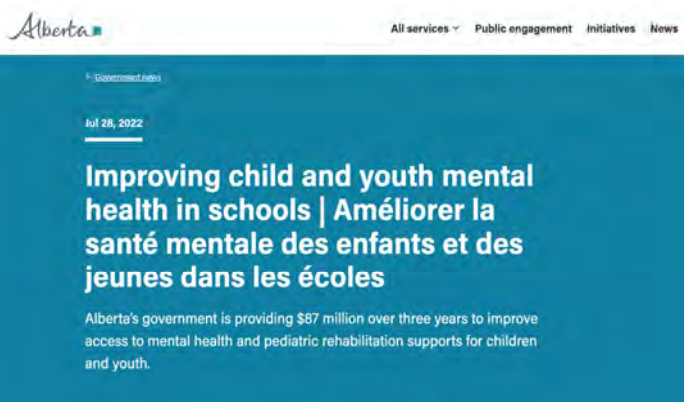 Alberta
All services Public engagement Initiatives News
Government news
Jul 28, 2022
Improving child and youth mental
health in schools | Améliorer la
santé mentale des enfants et des
jeunes dans les écoles
Alberta's government is providing $87 million over three years to improve
access to mental health and pediatric rehabilitation supports for children
and youth.